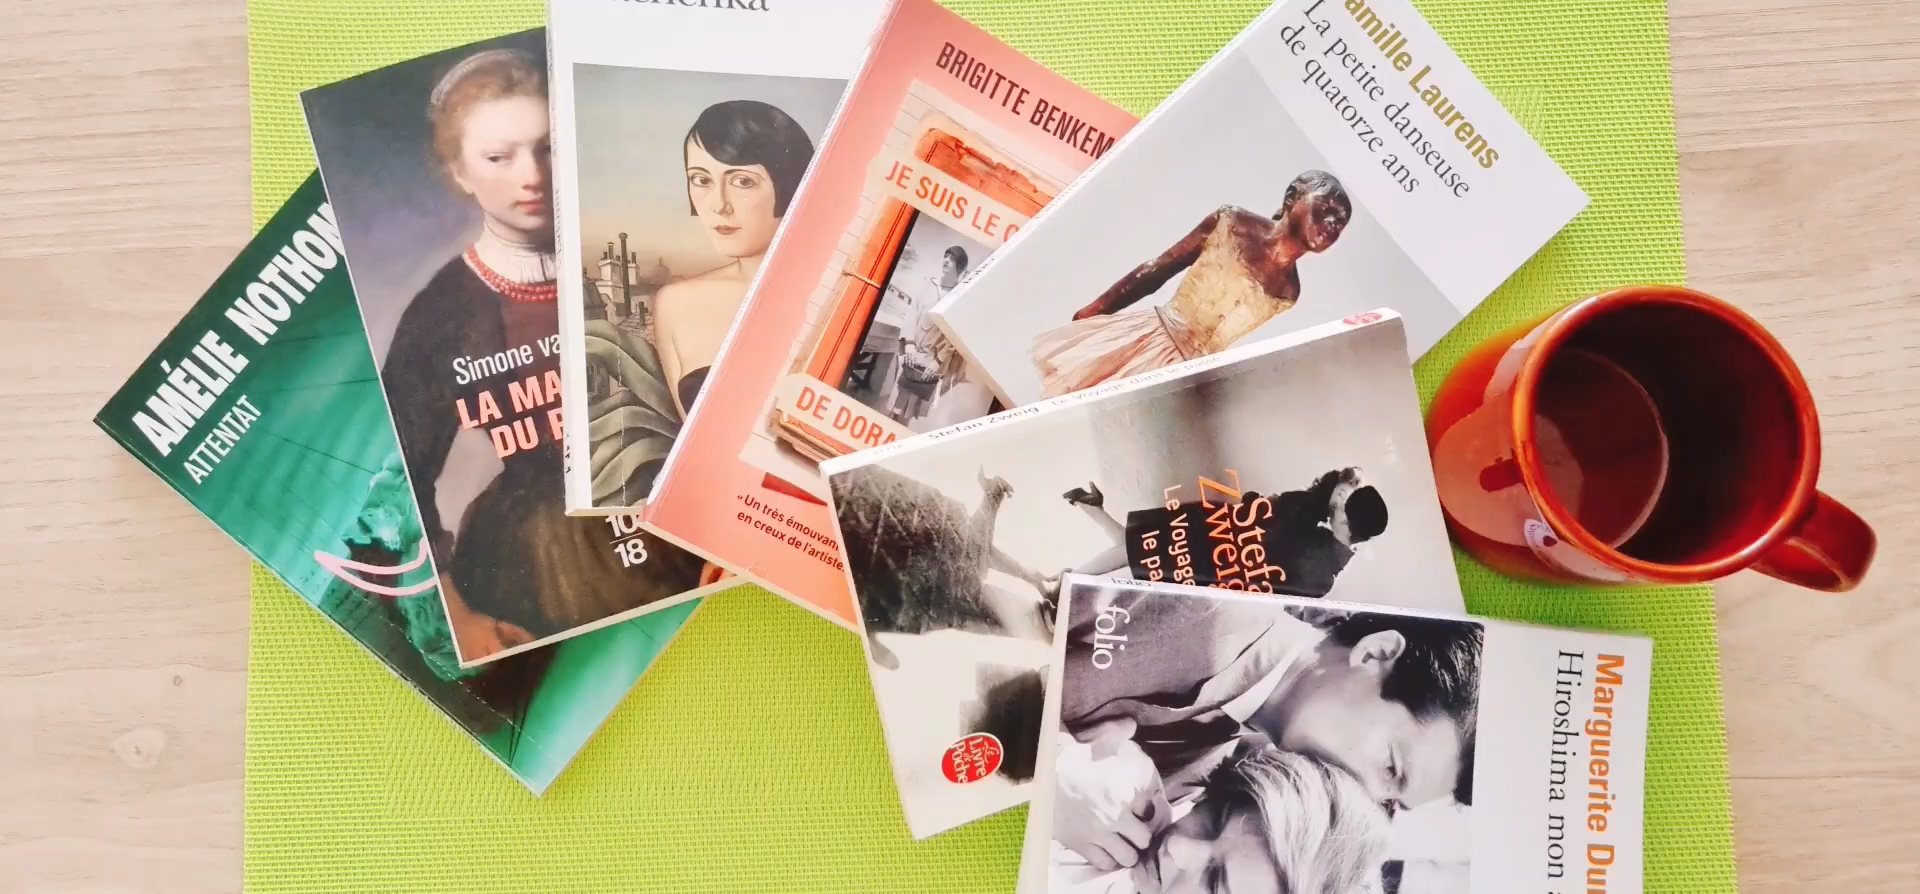 AMÉLIE NOTHOM
ATTENTAT
Simone va
LA MA
DU
10
18
BRIGITTE BENKEM
JE SUIS LE C
DE DORA
« Un très émouvant
en creux de l'artiste.
amille Laurens
La petite danseuse
de quatorze ans
Stefan Zweig Le Voyage dans le passé
Stefa
Zweig
Le Voyage
le pa
Le
Livre
de
Poche
folio
Marguerite Dur
Hiroshima mon a